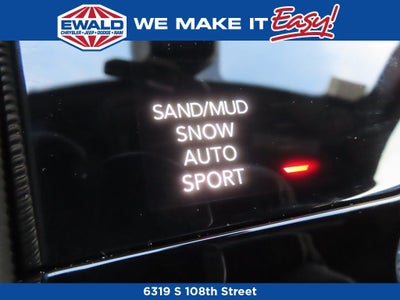 EWALD
CHRYSLER • JEEP • DODGE • RAM
WE MAKE IT Easy!
SAND/MUD
SNOW
AUTO
SPORT
6319 S 108th Street